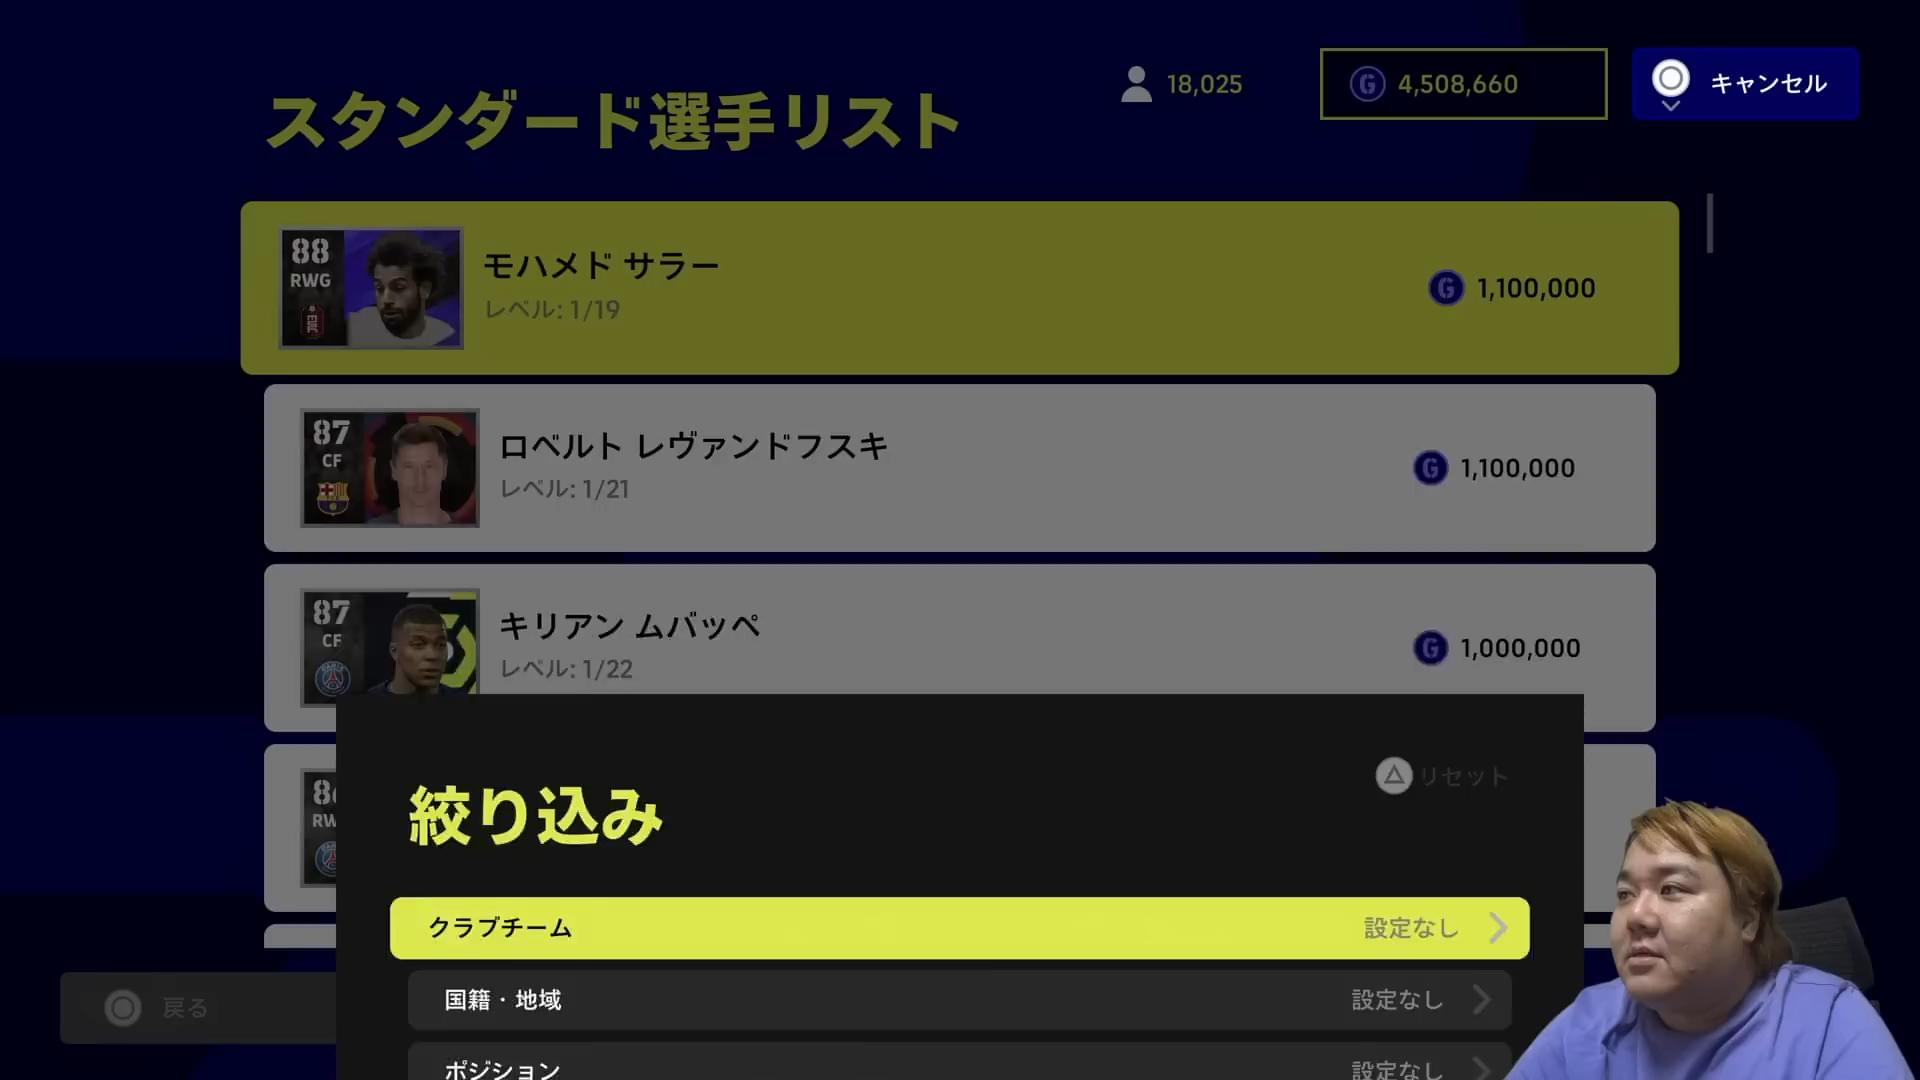 スタンダード選手リスト
18,025
G 4,508,660
キャンセル
88
RWG
モハメド サラー
レベル: 1/19
G 1,100,000
87
CF
ロベルト レヴァンドフスキ
レベル: 1/21
G 1,100,000
87
CF
キリアン ムバッペ
レベル: 1/22
G 1,000,000
リセット
絞り込み
クラブチーム
設定なし
国籍・地域
設定なし
戻る
ポジション
設定なし